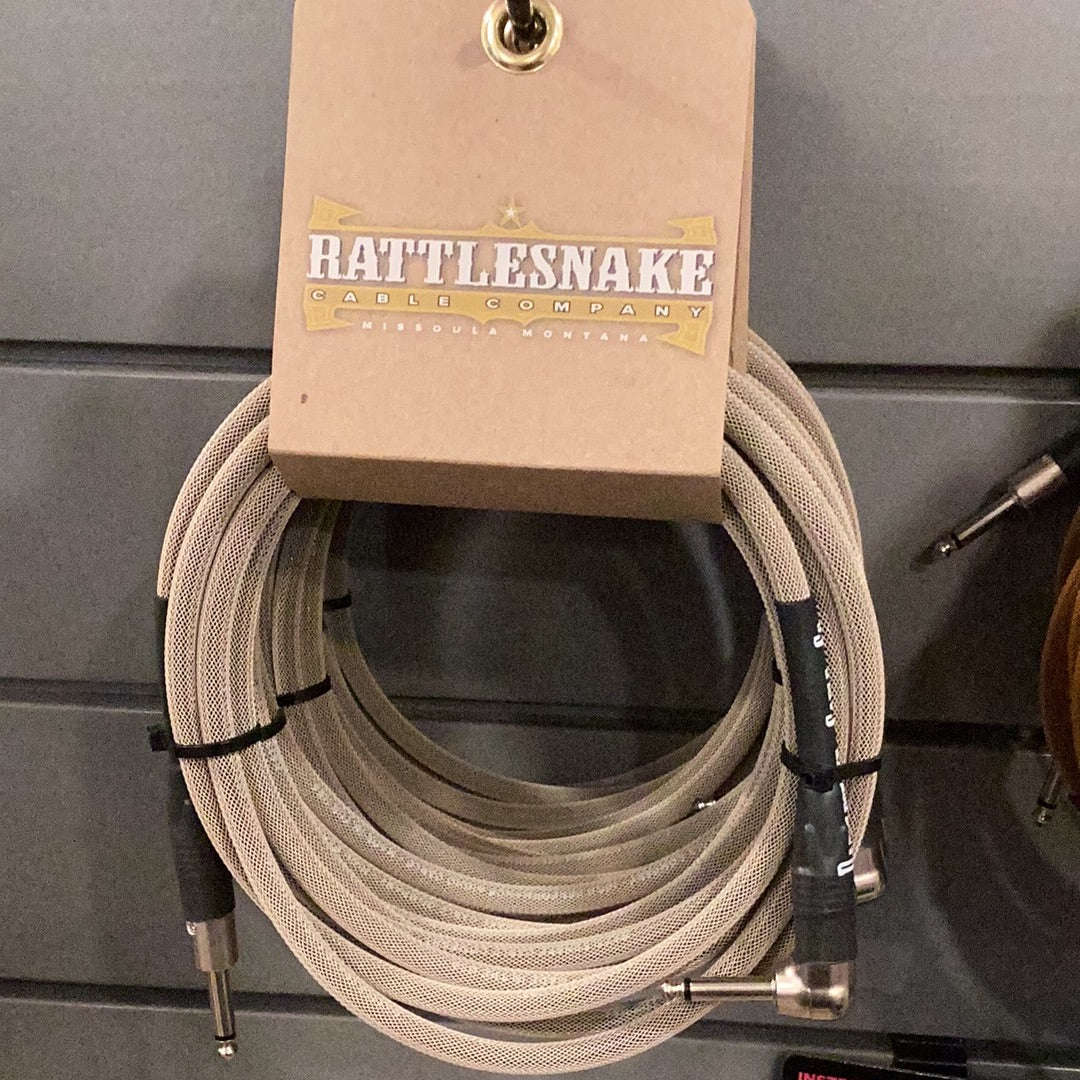 RATTLESNAKE
CABLE COMPANY
MISSOULA MONTANA